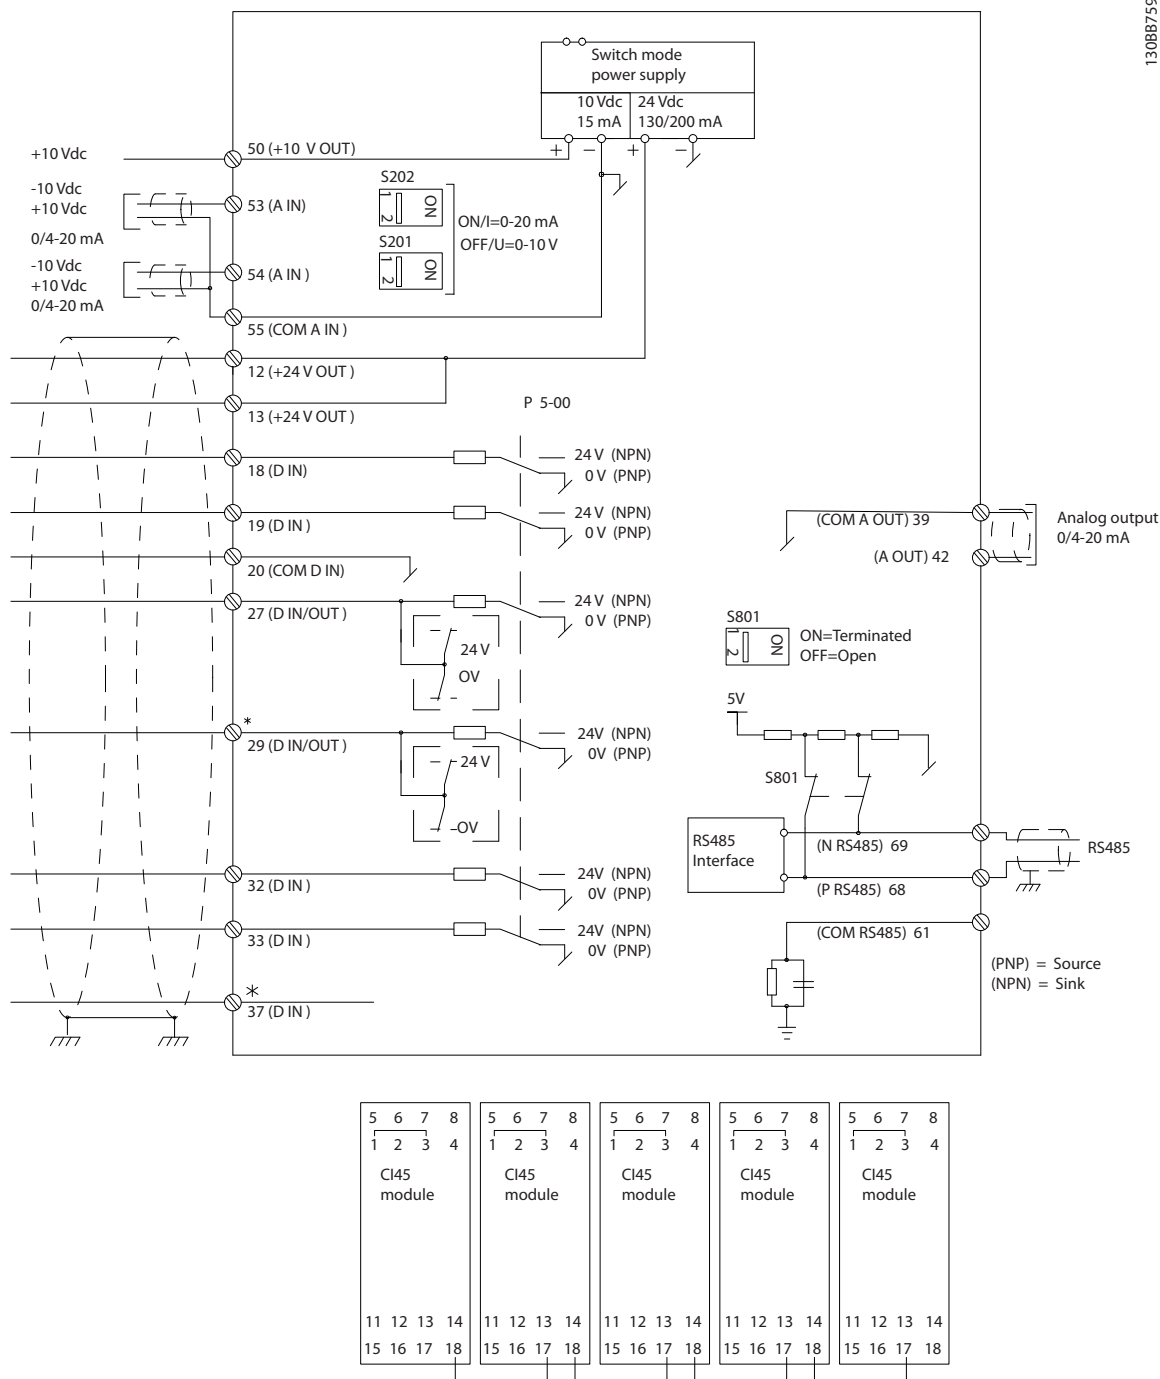 130BB759
Switch mode
power supply
10 Vdc
15 mA
24 Vdc
130/200 mA
+ − + −
+10 Vdc
50 (+10 V OUT)
-10 Vdc
+10 Vdc
0/4-20 mA
53 (A IN)
S202
1 2 ON
ON/I=0-20 mA
OFF/U=0-10 V
S201
1 2 ON
-10 Vdc
+10 Vdc
0/4-20 mA
54 (A IN )
55 (COM A IN )
12 (+24 V OUT )
13 (+24 V OUT )
P 5-00
18 (D IN)
24 V (NPN)
0 V (PNP)
19 (D IN )
24 V (NPN)
0 V (PNP)
20 (COM D IN)
27 (D IN/OUT )
24 V (NPN)
0 V (PNP)
24 V
OV
*
29 (D IN/OUT )
24V (NPN)
0V (PNP)
24 V
OV
32 (D IN )
24V (NPN)
0V (PNP)
33 (D IN )
24V (NPN)
0V (PNP)
*
37 (D IN )
(COM A OUT) 39
(A OUT) 42
Analog output
0/4-20 mA
S801
1 2 ON
ON=Terminated
OFF=Open
5V
S801
RS485
Interface
(N RS485) 69
RS485
(P RS485) 68
(COM RS485) 61
(PNP) = Source
(NPN) = Sink
5 6 7 8 5 6 7 8 5 6 7 8 5 6 7 8 5 6 7 8
1 2 3 4 1 2 3 4 1 2 3 4 1 2 3 4 1 2 3 4
CI45 CI45 CI45 CI45 CI45
module module module module module
11 12 13 14 11 12 13 14 11 12 13 14 11 12 13 14 11 12 13 14
15 16 17 18 15 16 17 18 15 16 17 18 15 16 17 18 15 16 17 18